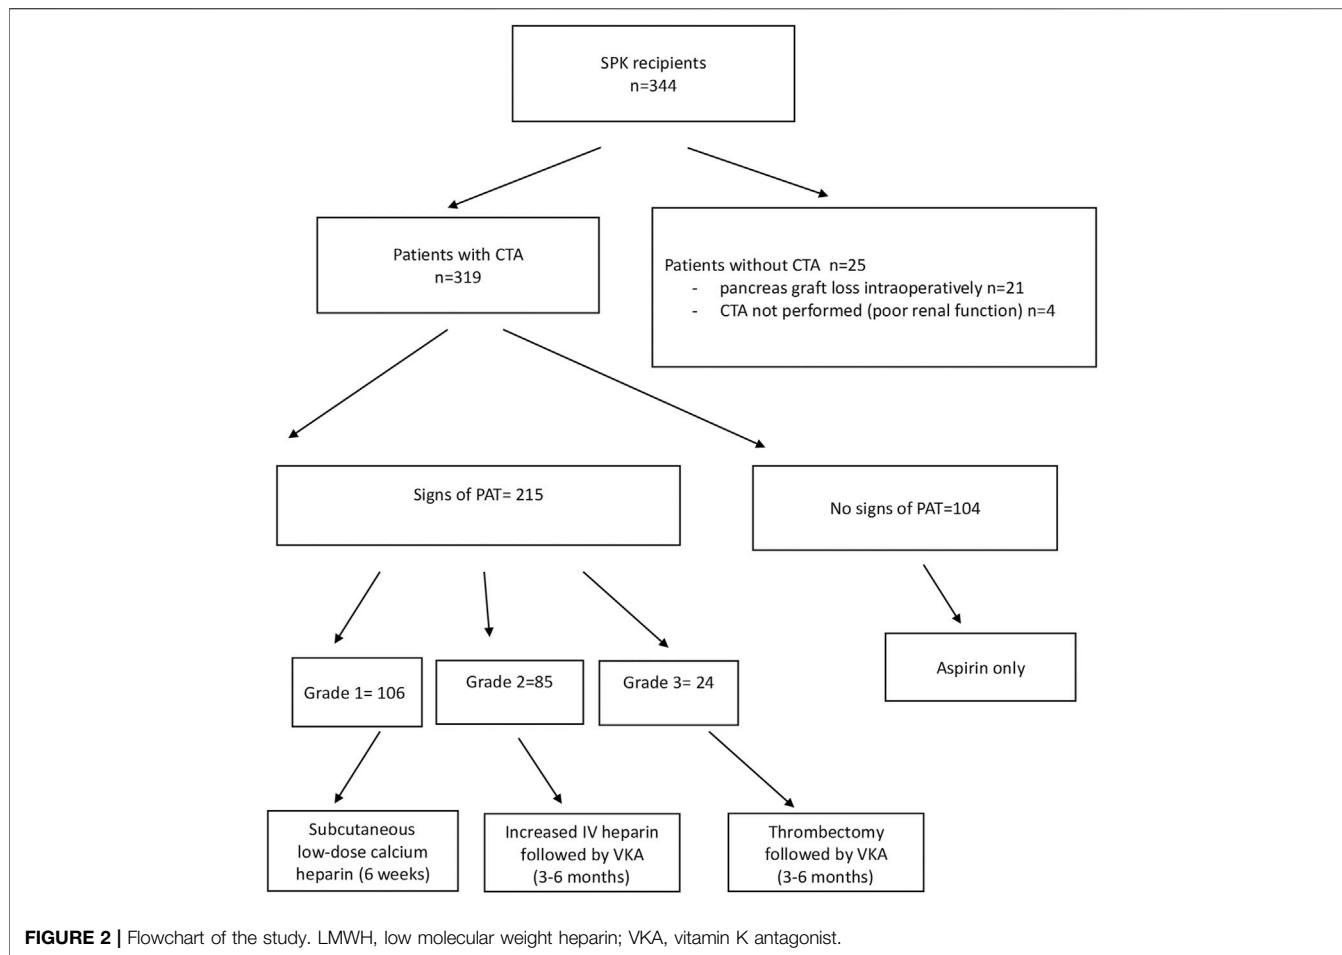 SPK recipients
n=344
Patients with CTA
n=319
Patients without CTA n=25
- pancreas graft loss intraoperatively n=21
- CTA not performed (poor renal function) n=4
Signs of PAT= 215
No signs of PAT=104
Grade 1= 106
Grade 2=85
Grade 3= 24
Aspirin only
Subcutaneous
low-dose calcium
heparin (6 weeks)
Increased IV heparin
followed by VKA
(3-6 months)
Thrombectomy
followed by VKA
(3-6 months)
FIGURE 2 | Flowchart of the study. LMWH, low molecular weight heparin; VKA, vitamin K antagonist.